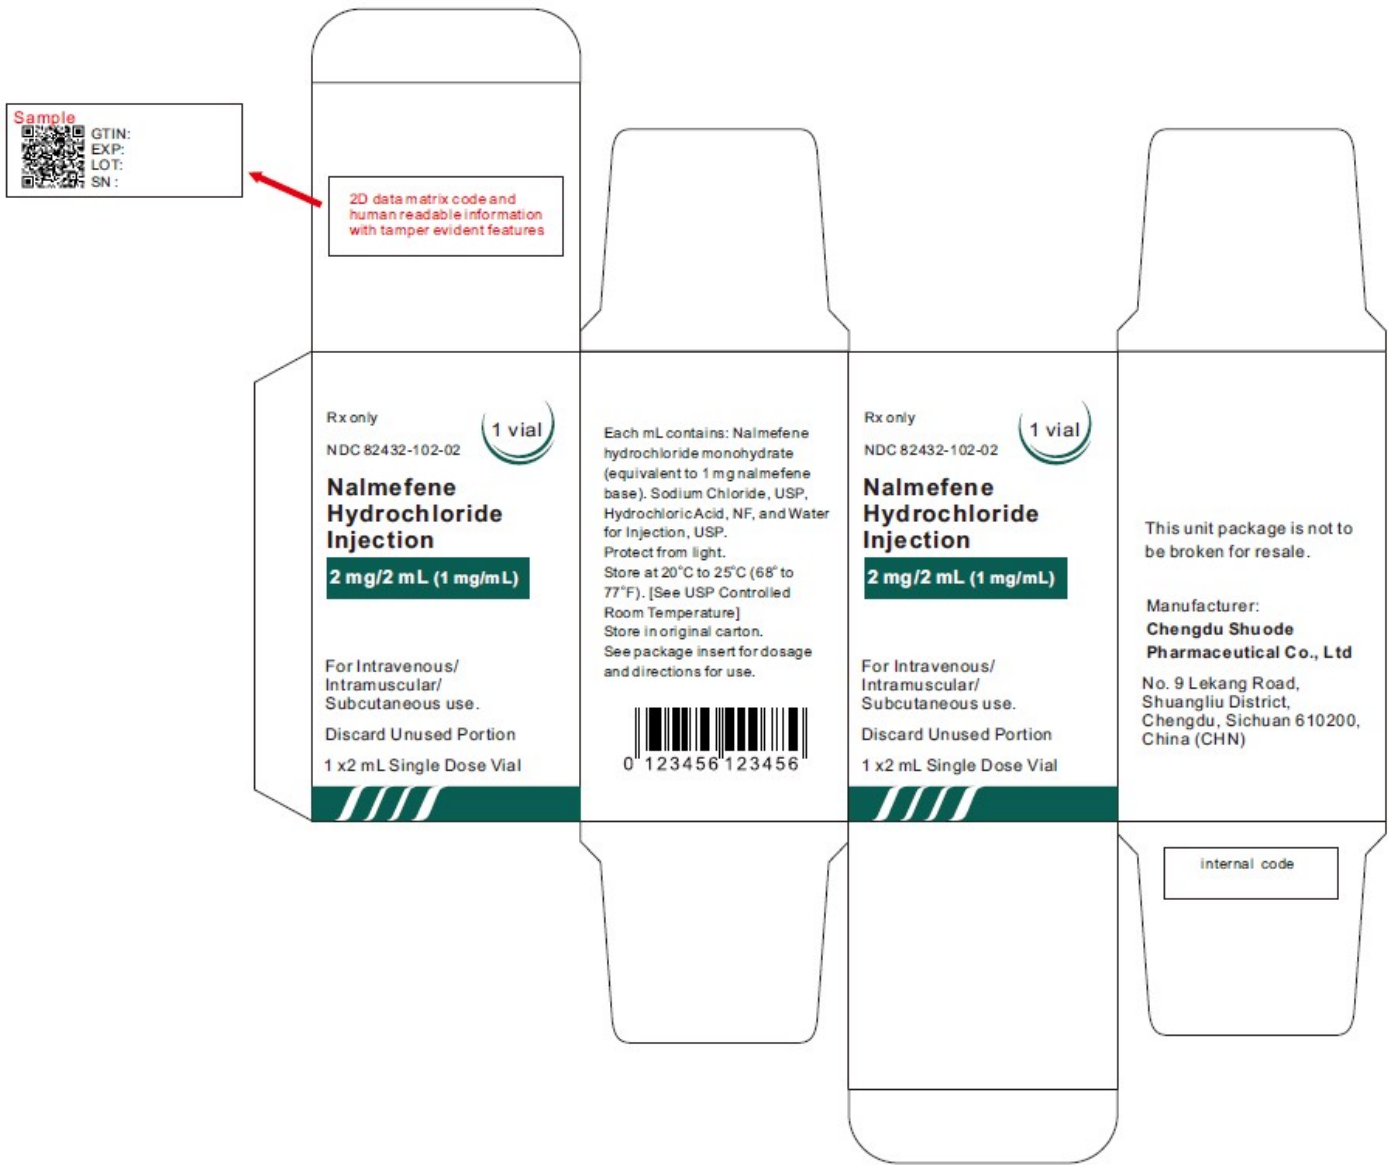 Sample
GTIN:
EXP:
LOT:
SN :
2D data matrix code and
human readable information
with tamper evident features
Rx only
1 vial
NDC 82432-102-02
Nalmefene
Hydrochloride
Injection
2 mg/2 mL (1 mg/mL)
For Intravenous/
Intramuscular/
Subcutaneous use.
Discard Unused Portion
1 x2 mL Single Dose Vial
Each mL contains: Nalmefene
hydrochloride monohydrate
(equivalent to 1 mg nalmefene
base). Sodium Chloride, USP,
Hydrochloric Acid, NF, and Water
for Injection, USP.
Protect from light.
Store at 20°C to 25°C (68° to
77°F). [See USP Controlled
Room Temperature]
Store in original carton.
See package insert for dosage
and directions for use.
0 123456 123456
Rx only
1 vial
NDC 82432-102-02
Nalmefene
Hydrochloride
Injection
2 mg/2 mL (1 mg/mL)
For Intravenous/
Intramuscular/
Subcutaneous use.
Discard Unused Portion
1 x2 mL Single Dose Vial
This unit package is not to
be broken for resale.
Manufacturer:
Chengdu Shuode
Pharmaceutical Co., Ltd
No. 9 Lekang Road,
Shuangliu District,
Chengdu, Sichuan 610200,
China (CHN)
internal code